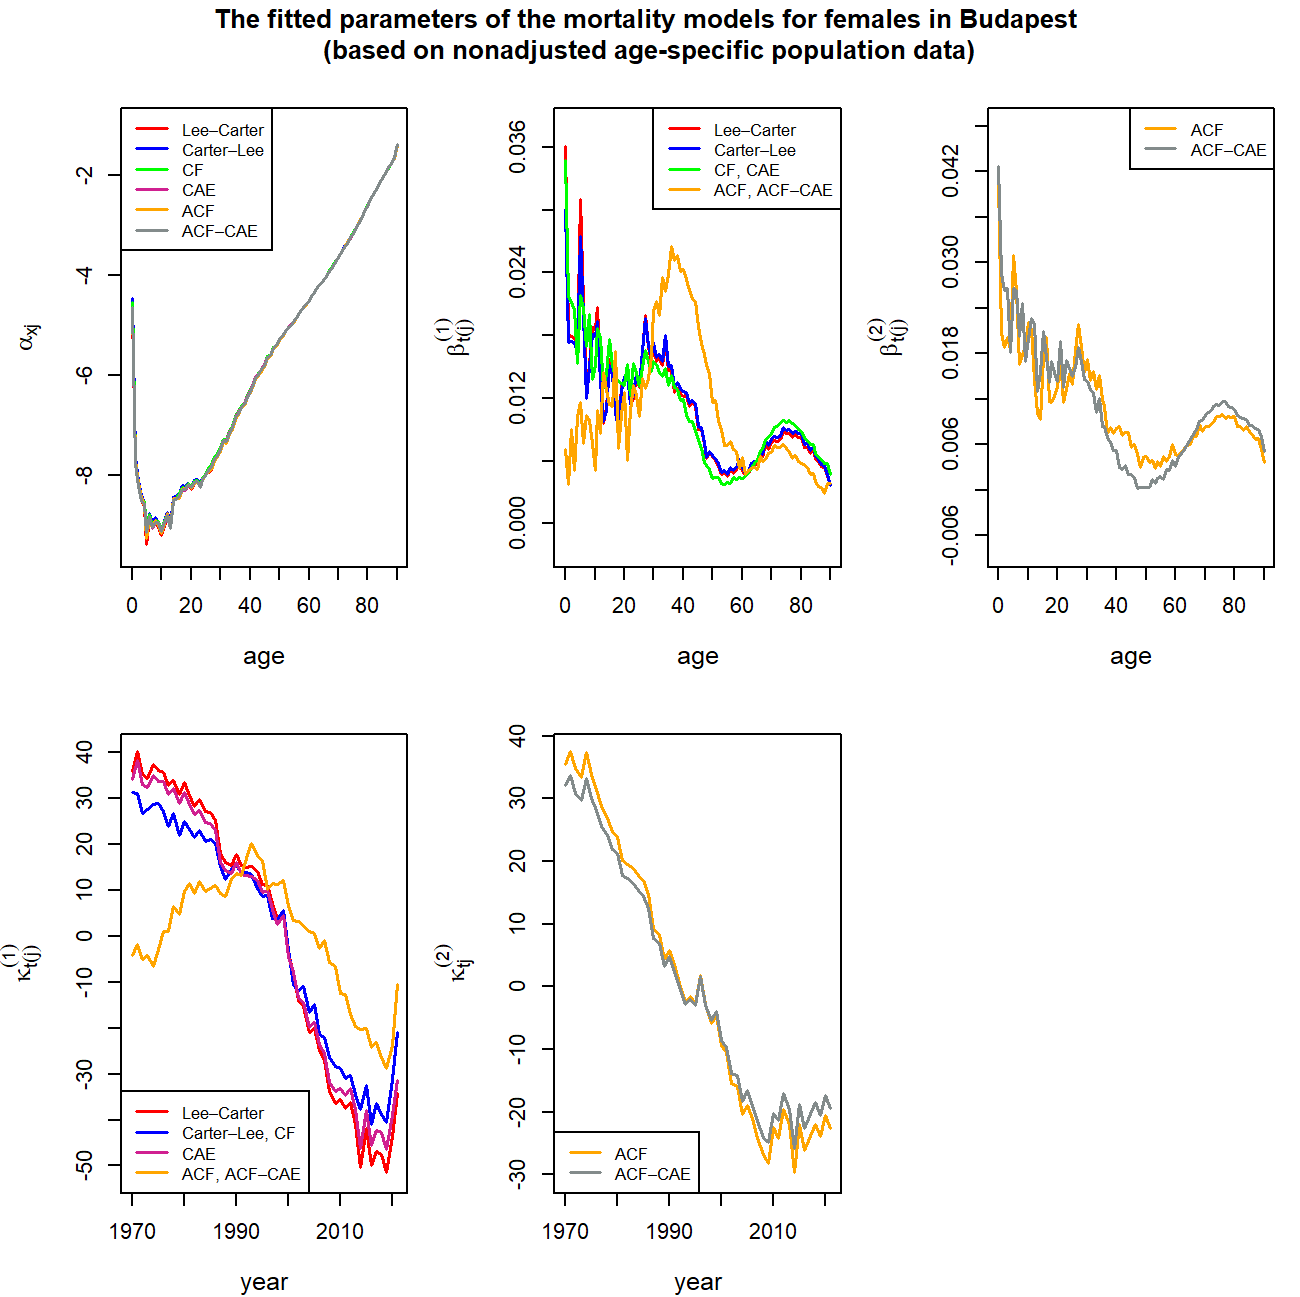 The fitted parameters of the mortality models for females in Budapest
(based on nonadjusted age-specific population data)
Lee–Carter
Carter–Lee
CF
CAE
ACF
ACF–CAE
-2
-4
-6
-8
αxj
0 20 40 60 80
age
Lee–Carter
Carter–Lee
CF, CAE
ACF, ACF–CAE
0.036
0.024
0.012
0.000
β(1)t(j)
0 20 40 60 80
age
ACF
ACF–CAE
0.042
0.030
0.018
0.006
-0.006
β(2)t(j)
0 20 40 60 80
age
40
30
20
10
0
-10
-30
-50
κ(1)t(j)
Lee–Carter
Carter–Lee, CF
CAE
ACF, ACF–CAE
1970 1990 2010
year
40
30
20
10
0
-10
-20
-30
κ(2)tj
ACF
ACF–CAE
1970 1990 2010
year